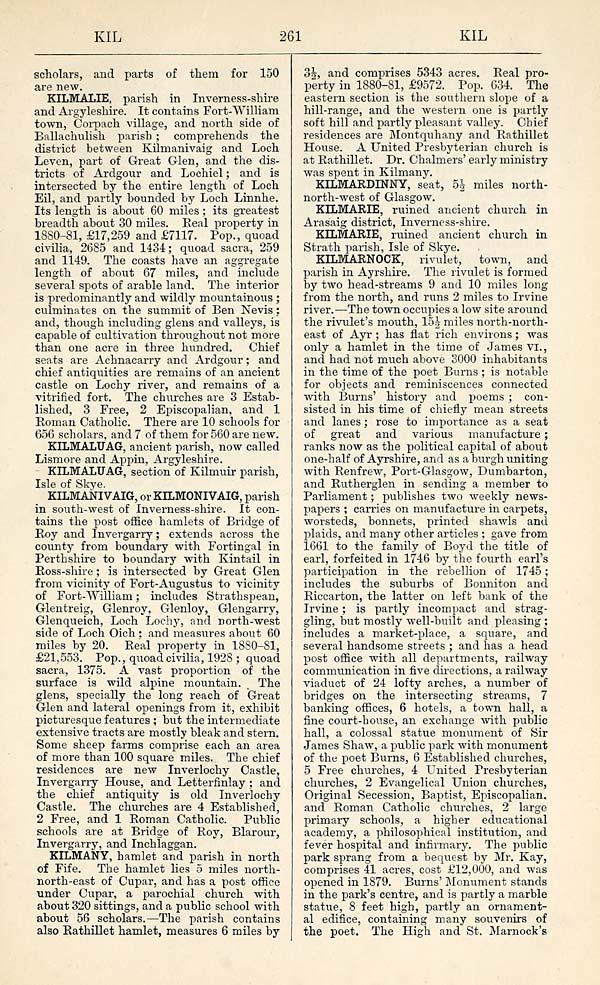 KIL 261 KIL
scholars, and parts of them for 150
are new.
KILMALIE, parish in Inverness-shire
and Argyleshire. It contains Fort-William
town, Corpach village, and north side of
Ballachulish parish; comprehends the
district between Kilmanivaig and Loch
Leven, part of Great Glen, and the dis-
tricts of Ardgour and Lochiel; and is
intersected by the entire length of Loch
Eil, and partly bounded by Loch Linnhe.
Its length is about 60 miles; its greatest
breadth about 30 miles. Real property in
1880-81, £17,259 and £7117. Pop., quoad
civilia, 2685 and 1434; quoad sacra, 259
and 1149. The coasts have an aggregate
length of about 67 miles, and include
several spots of arable land. The interior
is predominantly and wildly mountainous;
culminates on the summit of Ben Nevis;
and, though including glens and valleys, is
capable of cultivation throughout not more
than one acre in three hundred. Chief
seats are Achnacarry and Ardgour; and
chief antiquities are remains of an ancient
castle on Lochy river, and remains of a
vitrified fort. The churches are 3 Estab-
lished, 3 Free, 2 Episcopalian, and 1
Roman Catholic. There are 10 schools for
656 scholars, and 7 of them for 560 are new.
KILMALUAG, ancient parish, now called
Lismore and Appin, Argyleshire.
KILMALUAG, section of Kilmuir parish,
Isle of Skye.
KILMANIVAIG, or KILMONIVAIG, parish
in south-west of Inverness-shire. It con-
tains the post office hamlets of Bridge of
Roy and Invergarry; extends across the
county from boundary with Fortingal in
Perthshire to boundary with Kintail in
Ross-shire; is intersected by Great Glen
from vicinity of Fort-Augustus to vicinity
of Fort-William; includes Strathspean,
Glentreig, Glenroy, Glenloy, Glengarry,
Glenqueich, Loch Lochy, and north-west
side of Loch Oich; and measures about 60
miles by 20. Real property in 1880-81,
£21,553. Pop., quoad civilia, 1928; quoad
sacra, 1375. A vast proportion of the
surface is wild alpine mountain. The
glens, specially the long reach of Great
Glen and lateral openings from it, exhibit
picturesque features; but the intermediate
extensive tracts are mostly bleak and stern.
Some sheep farms comprise each an area
of more than 100 square miles. The chief
residences are new Inverlochy Castle,
Invergarry House, and Letterfinlay; and
the chief antiquity is old Inverlochy
Castle. The churches are 4 Established,
2 Free, and 1 Roman Catholic. Public
schools are at Bridge of Roy, Blarour,
Invergarry, and Inchlaggan.
KILMANY, hamlet and parish in north
of Fife. The hamlet lies 5 miles north-
north-east of Cupar, and has a post office
under Cupar, a parochial church with
about 320 sittings, and a public school with
about 56 scholars.—The parish contains
also Rathillet hamlet, measures 6 miles by
3½, and comprises 5343 acres. Real pro-
perty in 1880-81, £9572. Pop. 634. The
eastern section is the southern slope of a
hill-range, and the western one is partly
soft hill and partly pleasant valley. Chief
residences are Montquhany and Rathillet
House. A United Presbyterian church is
at Rathillet. Dr. Chalmers' early ministry
was spent in Kilmany.
KILMARDINNY, seat, 5½ miles north-
north-west of Glasgow.
KILMARIE, ruined ancient church in
Arasaig district, Inverness-shire.
KILMARIE, ruined ancient church in
Strath parish, Isle of Skye.
KILMARNOCK, rivulet, town, and
parish in Ayrshire. The rivulet is formed
by two head-streams 9 and 10 miles long
from the north, and runs 2 miles to Irvine
river.—The town occupies a low site around
the rivulet's mouth, 15½ miles north-north-
east of Ayr; has flat rich environs; was
only a hamlet in the time of James VI.,
and had not much above 3000 inhabitants
in the time of the poet Burns; is notable
for objects and reminiscences connected
with Burns' history and poems; con-
sisted in his time of chiefly mean streets
and lanes; rose to importance as a seat
of great and various manufacture;
ranks now as the political capital of about
one-half of Ayrshire, and as a burgh uniting
with Renfrew, Port-Glasgow, Dumbarton,
and Rutherglen in sending a member to
Parliament; publishes two weekly news-
papers; carries on manufacture in carpets,
worsteds, bonnets, printed shawls and
plaids, and many other articles; gave from
1661 to the family of Boyd the title of
earl, forfeited in 1746 by the fourth earl's
participation in the rebellion of 1745;
includes the suburbs of Bonniton and
Riccarton, the latter on left bank of the
Irvine; is partly incompact and strag-
gling, but mostly well-built and pleasing;
includes a market-place, a square, and
several handsome streets; and has a head
post office with all departments, railway
communication in five directions, a railway
viaduct of 24 lofty arches, a number of
bridges on the intersecting streams, 7
banking offices, 6 hotels, a town hall, a
fine court-house, an exchange with public
hall, a colossal statue monument of Sir
James Shaw, a public park with monument
of the poet Burns, 6 Established churches,
5 Free churches, 4 United Presbyterian
churches, 2 Evangelical Union churches,
Original Secession, Baptist, Episcopalian,
and Roman Catholic churches, 2 large
primary schools, a higher educational
academy, a philosophical institution, and
fever hospital and infirmary. The public
park sprang from a bequest by Mr. Kay,
comprises 41 acres, cost £12,000, and was
opened in 1879. Burns' Monument stands
in the park's centre, and is partly a marble
statue, 8 feet high, partly an ornament-
al edifice, containing many souvenirs of
the poet. The High and St. Marnock's